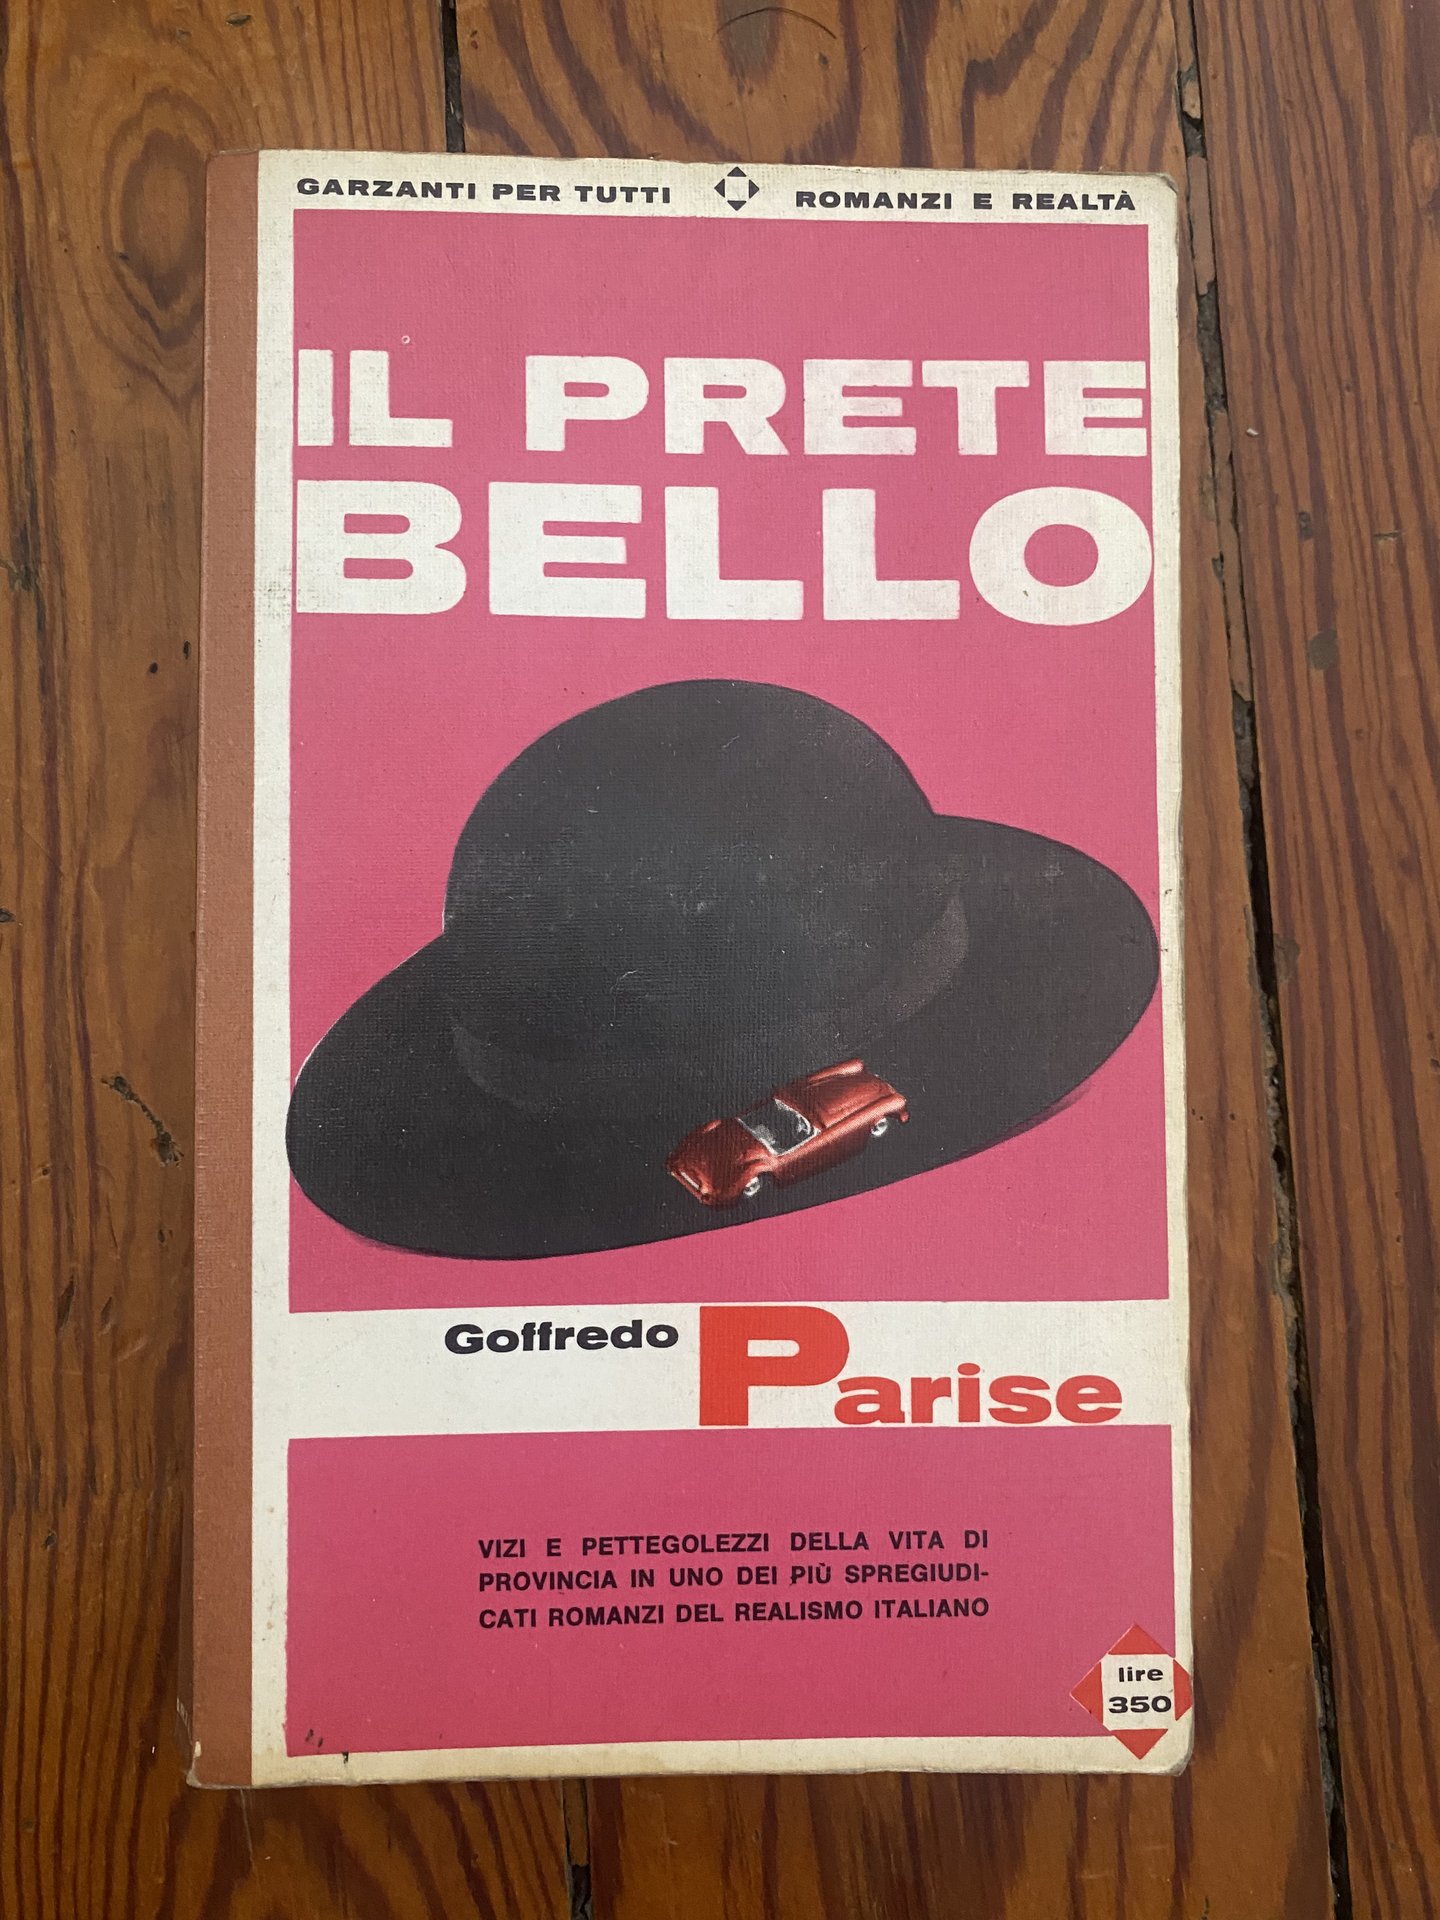 GARZANTI PER TUTTI ROMANZI E REALTÀ
IL PRETE
BELLO
Goffredo Parise
VIZI E PETTEGOLEZZI DELLA VITA DI
PROVINCIA IN UNO DEI PIÙ SPREGIUDI-
CATI ROMANZI DEL REALISMO ITALIANO
lire
350